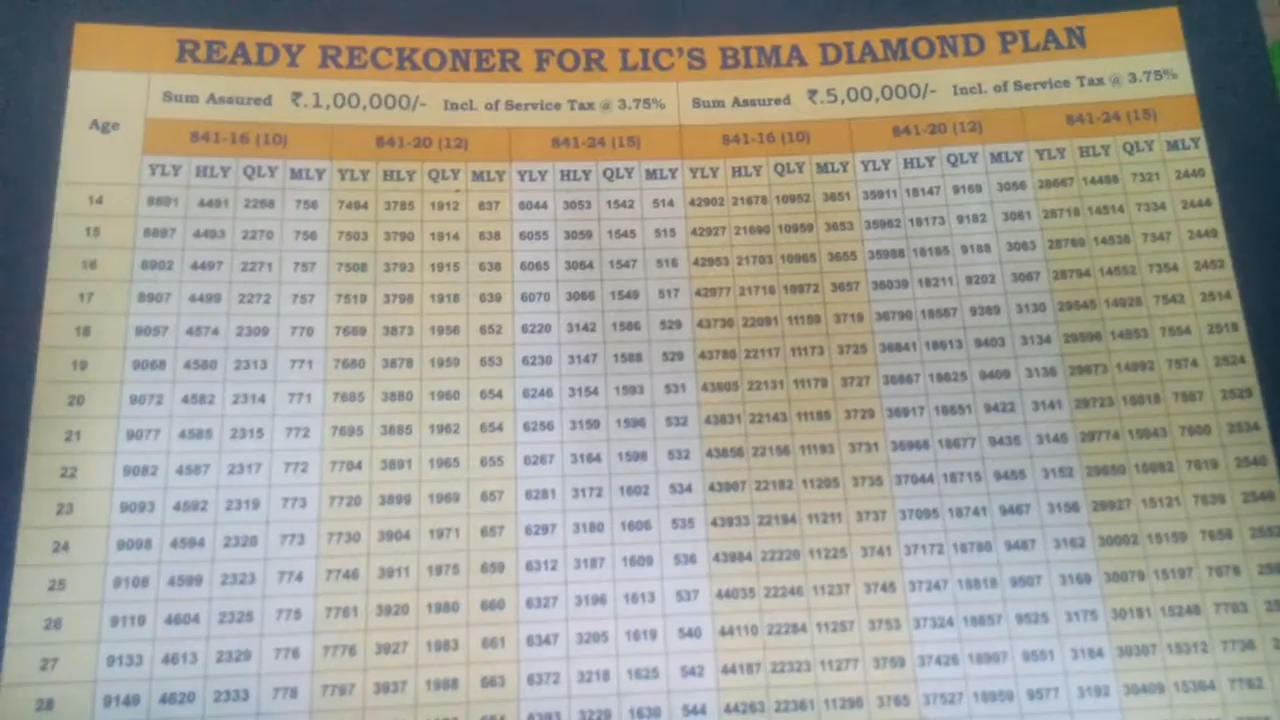 READY RECKONER FOR LIC'S BIMA DIAMOND PLAN
Age Sum Assured ₹.1,00,000/- Incl. of Service Tax @ 3.75% Sum Assured ₹.5,00,000/- Incl. of Service Tax @ 3.75%
841-16 (10) 841-20 (12) 841-24 (15) 841-16 (10) 841-20 (12) 841-24 (15)
YLY HLY QLY MLY YLY HLY QLY MLY YLY HLY QLY MLY YLY HLY QLY MLY YLY HLY QLY MLY YLY HLY QLY MLY
14 8891 4491 2268 756 7494 3785 1912 637 6044 3053 1542 514 42902 21678 10952 3651 35911 18147 9169 3056 28667 14488 7321 2440
15 8897 4493 2270 756 7503 3790 1914 638 6055 3059 1545 515 42927 21690 10959 3653 35962 18173 9182 3061 28718 14514 7334 2444
16 8902 4497 2271 757 7508 3793 1915 638 6065 3064 1547 516 42953 21703 10965 3655 35988 18185 9188 3063 28769 14538 7347 2449
17 8907 4499 2272 757 7519 3798 1918 639 6070 3066 1549 517 42977 21716 10972 3657 36039 18211 9202 3067 28794 14552 7354 2452
18 9057 4574 2309 770 7669 3873 1956 652 6220 3142 1586 529 43730 22091 11159 3719 36790 18587 9389 3130 29545 14928 7542 2514
19 9068 4580 2313 771 7680 3878 1959 653 6230 3147 1588 529 43780 22117 11173 3725 36841 18613 9403 3134 29596 14953 7554 2518
20 9072 4582 2314 771 7685 3880 1960 654 6246 3154 1593 531 43805 22131 11179 3727 36867 18625 9409 3136 29673 14992 7574 2524
21 9077 4585 2315 772 7695 3885 1962 654 6256 3159 1596 532 43831 22143 11185 3729 36917 18651 9422 3141 29723 15018 7587 2529
22 9082 4587 2317 772 7704 3891 1965 655 6267 3164 1598 532 43856 22156 11193 3731 36968 18677 9435 3145 29774 15043 7600 2534
23 9093 4592 2319 773 7720 3899 1969 657 6281 3172 1602 534 43907 22182 11205 3735 37044 18715 9455 3152 29850 15082 7619 2540
24 9098 4594 2320 773 7730 3904 1971 657 6297 3180 1606 535 43933 22194 11211 3737 37095 18741 9467 3156 29927 15121 7639
25 9108 4599 2323 774 7746 3911 1975 659 6312 3187 1609 536 43984 22220 11225 3741 37172 18780 9487 3162 30002 15159 7658
26 9119 4604 2325 775 7761 3920 1980 660 6327 3196 1613 537 44035 22246 11237 3745 37247 18818 9507 3169 30079 15197 7678
27 9133 4613 2329 776 7776 3927 1983 661 6347 3205 1619 540 44110 22284 11257 3753 37324 18857 9525 3175 30181 15248 7703
28 9149 4620 2333 778 7797 3937 1988 663 6372 3218 1625 542 44187 22323 11277 3759 37426 18907 9551 3184 30307 15312 7736
544 44263 22361 11296 3765 37527 18959 9577 3192 30409 15364 7762